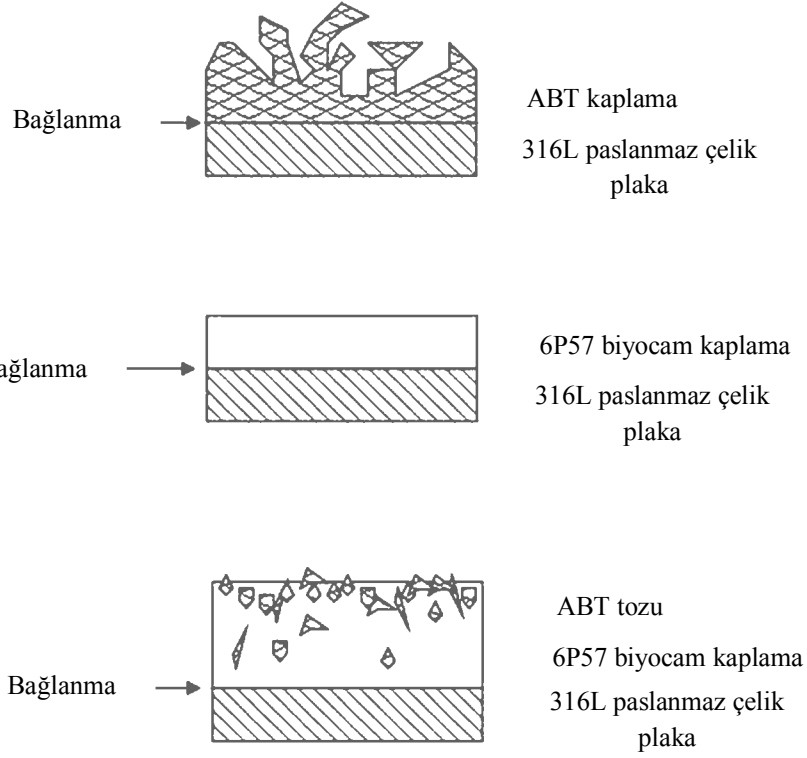 Bağlanma
ABT kaplama
316L paslanmaz çelik
plaka
ağlanma
6P57 biyocam kaplama
316L paslanmaz çelik
plaka
Bağlanma
ABT tozu
6P57 biyocam kaplama
316L paslanmaz çelik
plaka